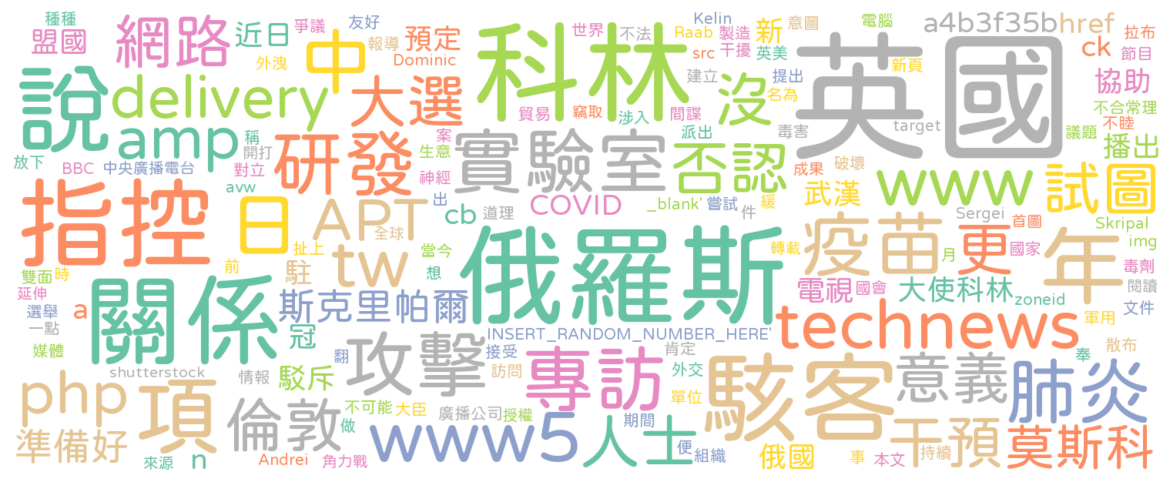 種種
爭議
友好
Kelin
世界
不法
意圖
電腦
a4b3f35bhref
盟國
網路
近日
中
報導
預定
科林
Raab
製造
新
英國
拉布
外洩
Dominic
src
干擾
英美
新頁
ck
節目
說
delivery
大選
沒
建立
提出
協助
貿易
竊取
間諜
名為
不合常理
amp
稱
案
涉入
派出
毒害
target
不睦
議題
開打
研發
生意
實驗室
否認
成果
破壞
播出
放下
BBC
中央廣播電台
對立
神經
武漢
www
試圖
指控
日
avw
出
cb
道理
COVID
_blank'
嘗試
件
緩
APT
全球
Sergei
首圖
Skripal
扯上
當今
俄羅斯
轉載
疫苗
更
年
img
雙面
時
前
駐
tw
想
月
國家
毒劑
延伸
關係
電視
國會
大使科林
zoneid
閱讀
選舉
a
斯克里帕爾
technews
軍用
文件
一點
冠
INSERT_RANDOM_NUMBER_HERE'
媒體
翻
攻擊
接受
專訪
肯定
駭客
奉
散布
shutterstock
情報
駁斥
訪問
外交
意義
肺炎
php
項
倫敦
不可能
大臣
廣播公司
授權
單位
做
期間
干預
準備好
www5
人士
便
莫斯科
來源
n
Andrei
角力戰
組織
俄國
事
本文
持續